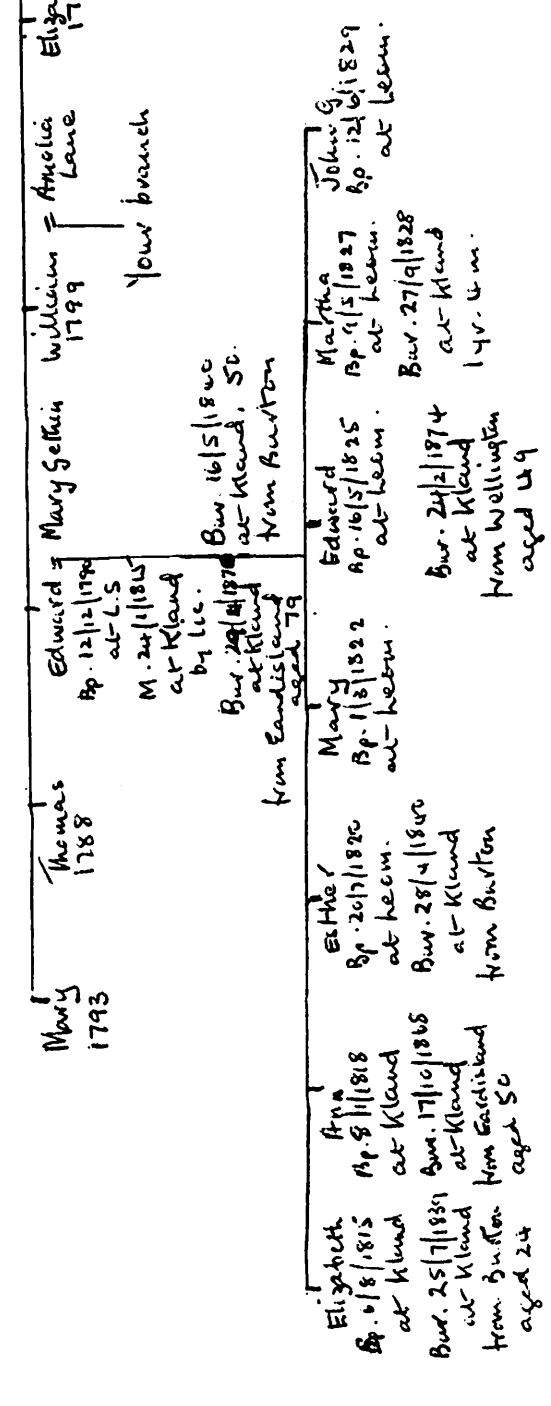 Mary
1793
Thomas
1788
Edward = Mary Gethin
Bp. 12/12/1790
at L.S
M. 24/1/1815
at Kland
by lic.
at Kland
from Eardisland
aged 79
Bur. 16/5/1840
at Kland, 50.
from Burton
William = Amelia
1799
Lane
Your branch
Eliza
17
Elizabeth
Bp. 6/8/1815
at Kland
Bur. 25/7/1839
at Kland
from Burton
aged 24
Ann
Bp. 8/1/1818
at Kland
Bur. 17/10/1868
at Kland
from Eardisland
aged 50
Esther
Bp. 20/7/1820
at Leom.
Bur. 28/4/1840
at Kland
from Burton
Mary
Bp. 1/3/1822
at Leom.
Edward
Bp. 16/5/1825
at Leom.
Bur. 24/2/1874
at Kland
from Wellington
aged 49
Martha
Bp. 9/5/1827
at Leom.
Bur. 27/9/1828
at Kland
1 yr. 4 m.
John G.
Bp. 12/6/1829
at Leom.